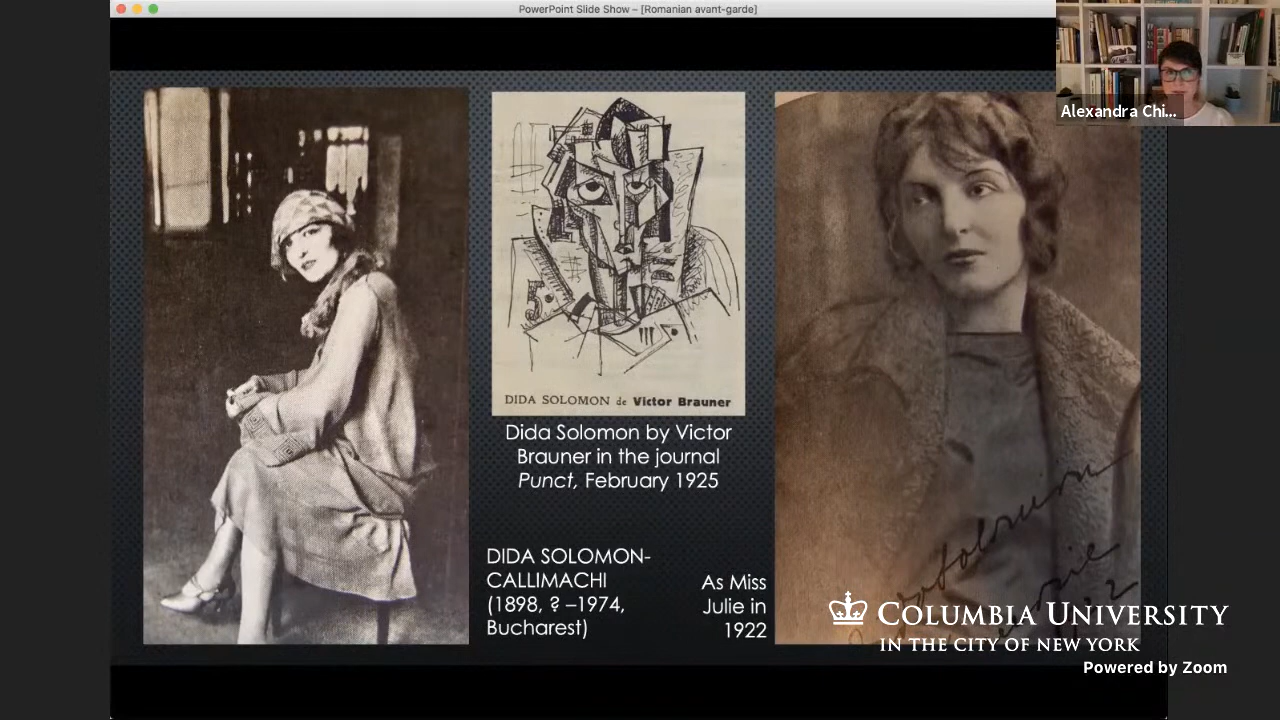 PowerPoint Slide Show – [Romanian avant-garde]
Alexandra Chi...
DIDA SOLOMON de Victor Brauner
Dida Solomon by Victor
Brauner in the journal
Punct, February 1925
DIDA SOLOMON-
CALLIMACHI
(1898, ? –1974,
Bucharest)
As Miss
Julie in
1922
COLUMBIA UNIVERSITY
IN THE CITY OF NEW YORK
Powered by Zoom